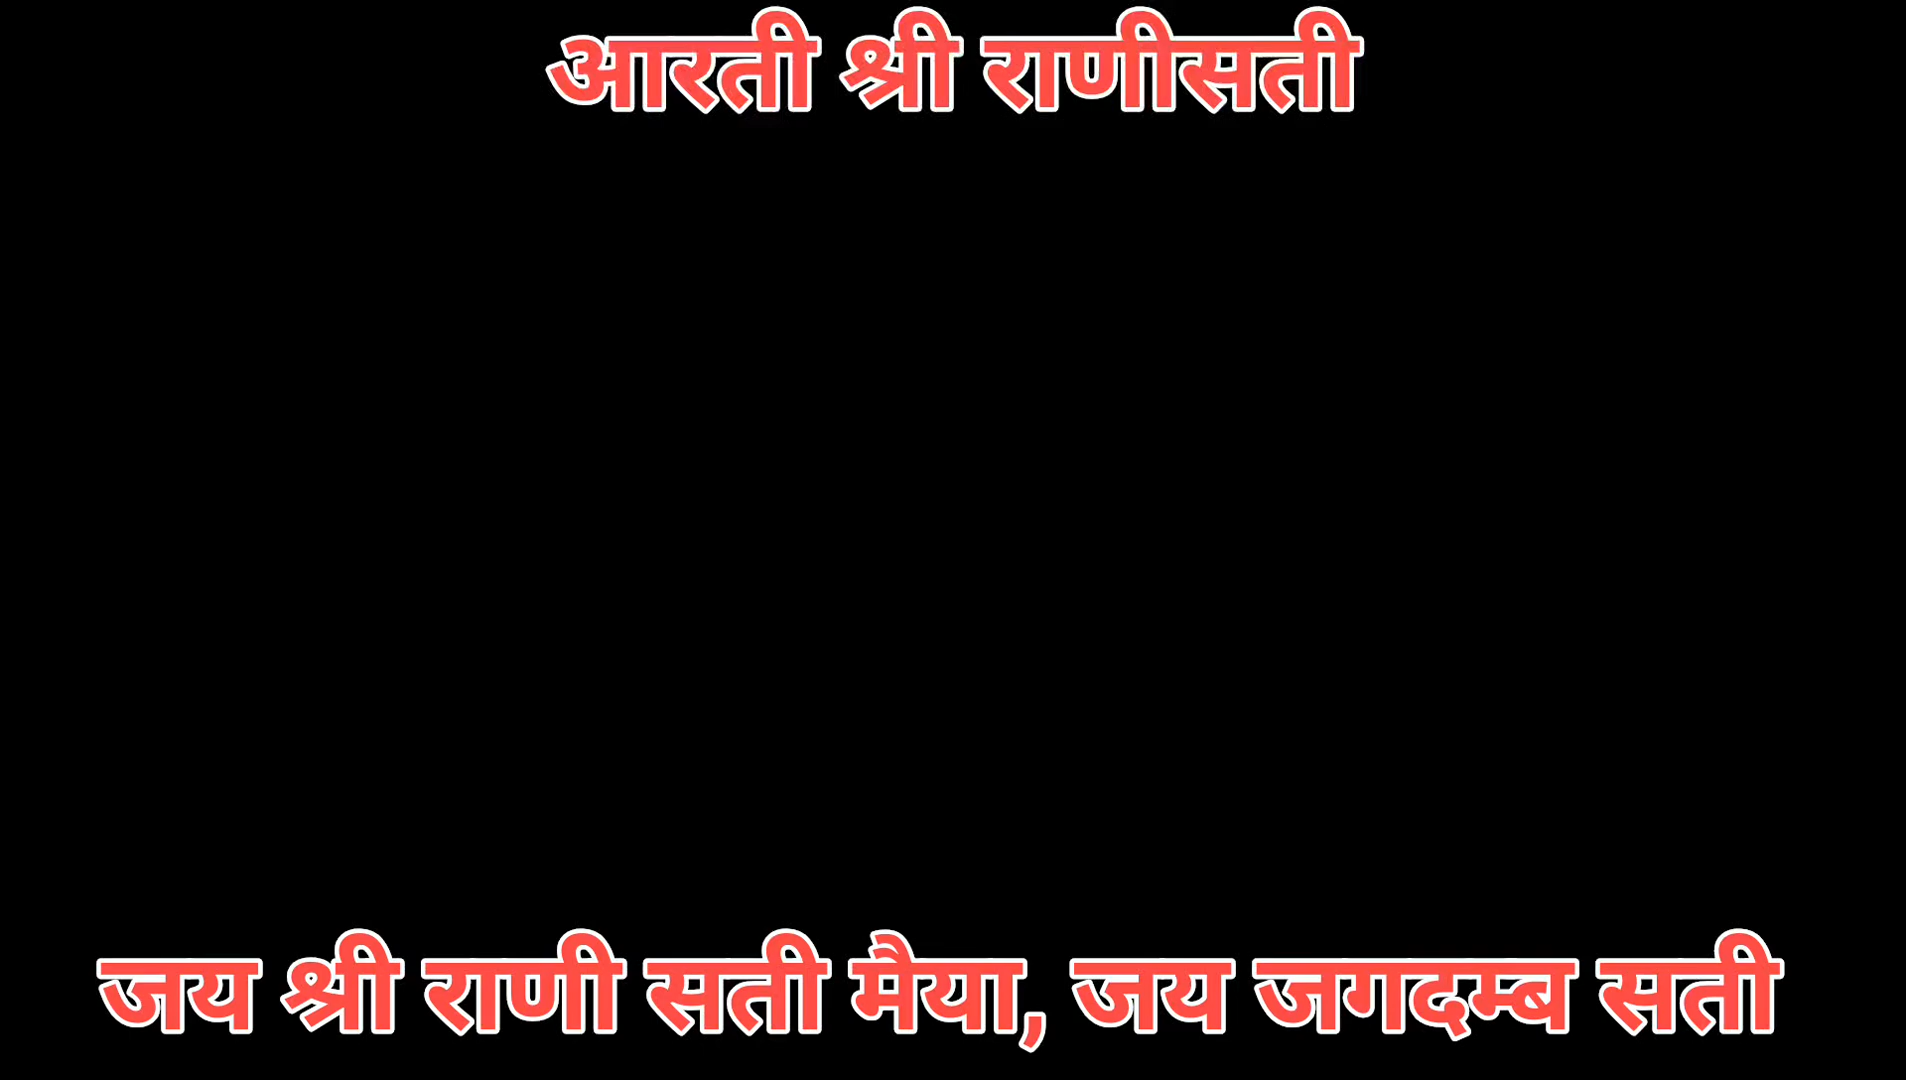 आरती श्री राणीसती
जय श्री राणी सती मैया, जय जगदम्ब सती